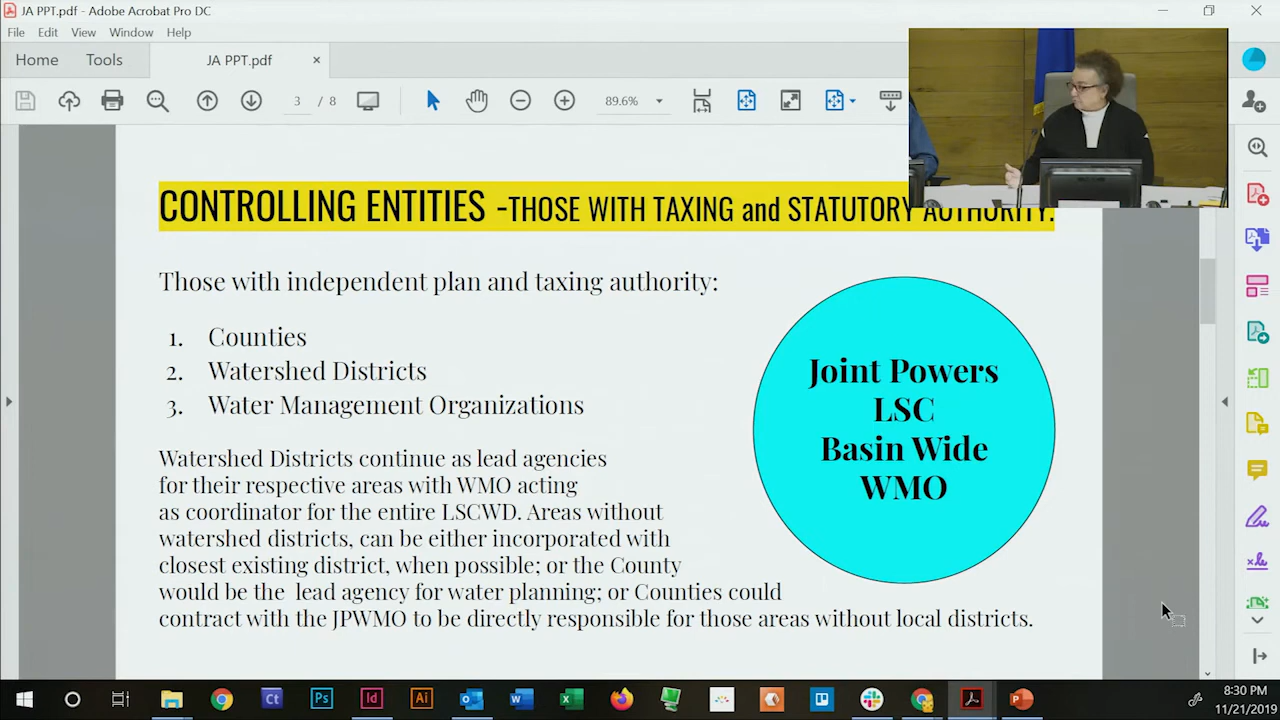 JA PPT.pdf - Adobe Acrobat Pro DC
File Edit View Window Help
Home Tools JA PPT.pdf ×
3 / 8 89.6%
CONTROLLING ENTITIES -THOSE WITH TAXING and STATUTORY AUTHORITY.
Those with independent plan and taxing authority:
1. Counties
2. Watershed Districts
3. Water Management Organizations
Joint Powers
LSC
Basin Wide
WMO
Watershed Districts continue as lead agencies
for their respective areas with WMO acting
as coordinator for the entire LSCWD. Areas without
watershed districts, can be either incorporated with
closest existing district, when possible; or the County
would be the lead agency for water planning; or Counties could
contract with the JPWMO to be directly responsible for those areas without local districts.
Ct Ps Id Ai
8:30 PM
11/21/2019